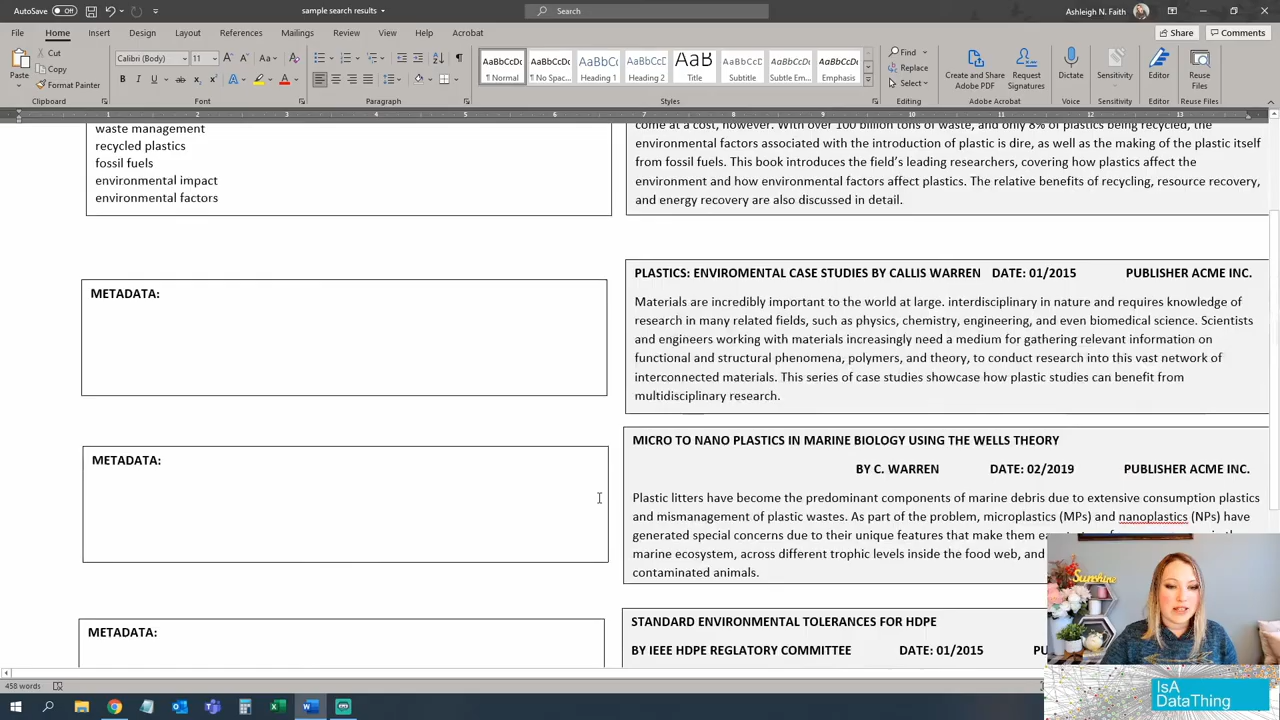 AutoSave Off
sample search results
Search
Ashleigh N. Faith
File Home Insert Design Layout References Mailings Review View Help Acrobat
Share Comments
Paste
Cut
Copy
Format Painter
Calibri (Body) 11
Normal
No Spac...
Heading 1
Heading 2
Title
Subtitle
Subtle Em...
Emphasis
Find
Replace
Select
Create and Share Adobe PDF
Request Signatures
Dictate
Sensitivity
Editor
Reuse Files
Clipboard Font Paragraph Styles Editing Adobe Acrobat Voice Sensitivity Editor Reuse Files
1 2 3 4 5 6 7 8 9 10 11 12 13
waste management
recycled plastics
fossil fuels
environmental impact
environmental factors
come at a cost, however. With over 100 billion tons of waste, and only 8% of plastics being recycled, the
environmental factors associated with the introduction of plastic is dire, as well as the making of the plastic itself
from fossil fuels. This book introduces the field's leading researchers, covering how plastics affect the
environment and how environmental factors affect plastics. The relative benefits of recycling, resource recovery,
and energy recovery are also discussed in detail.
METADATA:
PLASTICS: ENVIROMENTAL CASE STUDIES BY CALLIS WARREN DATE: 01/2015 PUBLISHER ACME INC.
Materials are incredibly important to the world at large. interdisciplinary in nature and requires knowledge of
research in many related fields, such as physics, chemistry, engineering, and even biomedical science. Scientists
and engineers working with materials increasingly need a medium for gathering relevant information on
functional and structural phenomena, polymers, and theory, to conduct research into this vast network of
interconnected materials. This series of case studies showcase how plastic studies can benefit from
multidisciplinary research.
METADATA:
MICRO TO NANO PLASTICS IN MARINE BIOLOGY USING THE WELLS THEORY
BY C. WARREN DATE: 02/2019 PUBLISHER ACME INC.
Plastic litters have become the predominant components of marine debris due to extensive consumption plastics
and mismanagement of plastic wastes. As part of the problem, microplastics (MPs) and nanoplastics (NPs) have
generated special concerns due to their unique features that make them
marine ecosystem, across different trophic levels inside the food web, and
contaminated animals.
METADATA:
STANDARD ENVIRONMENTAL TOLERANCES FOR HDPE
BY IEEE HDPE REGLATORY COMMITTEE DATE: 01/2015
458 words
Sunshine
IsA
DataThing